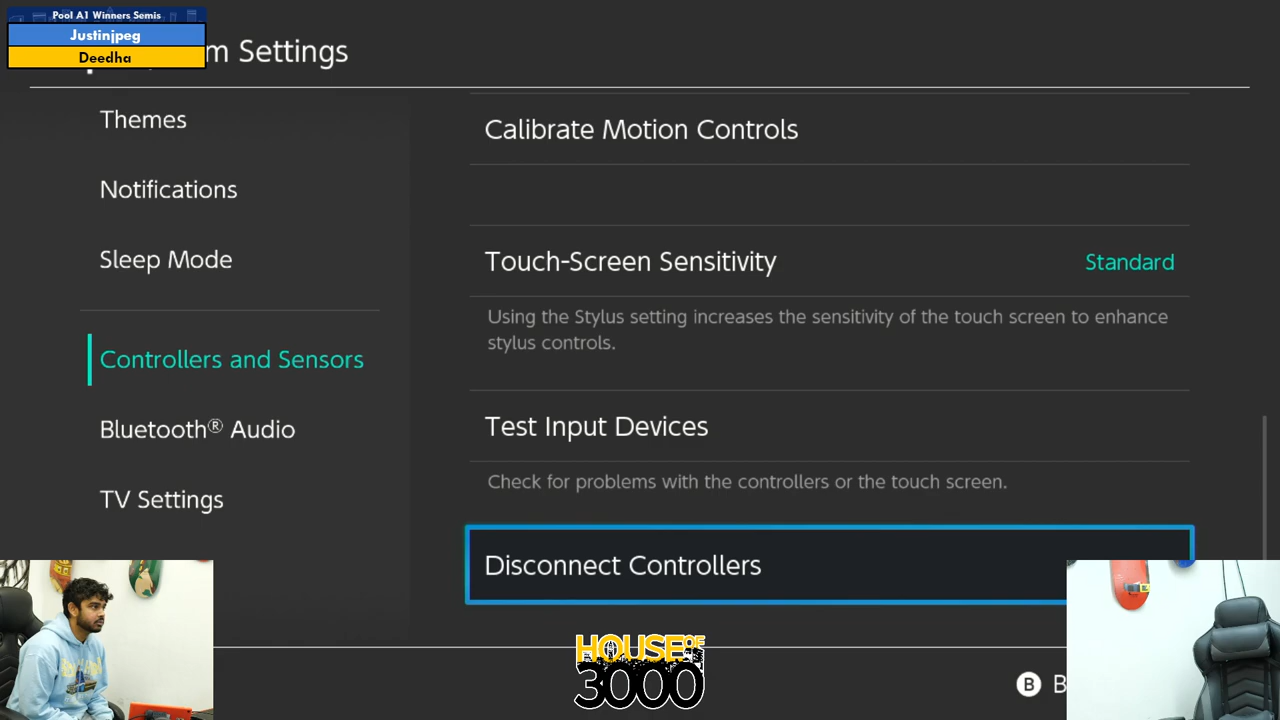 Pool A1 Winners Semis
Justinjpeg
Deedha
m Settings
Themes
Notifications
Sleep Mode
Controllers and Sensors
Bluetooth® Audio
TV Settings
Calibrate Motion Controls
Touch-Screen Sensitivity
Standard
Using the Stylus setting increases the sensitivity of the touch screen to enhance
stylus controls.
Test Input Devices
Check for problems with the controllers or the touch screen.
Disconnect Controllers
HOUSE OF
3000
B